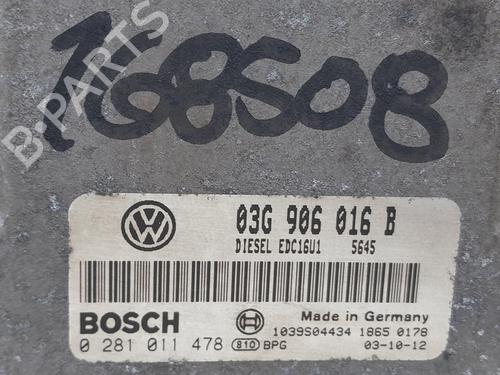 168508
B-PARTS
03G 906 016 B
DIESEL EDC16U1 5645
BOSCH
Made in Germany
1039S04434 1865 0178
0 281 011 478 810 BPG 03-10-12